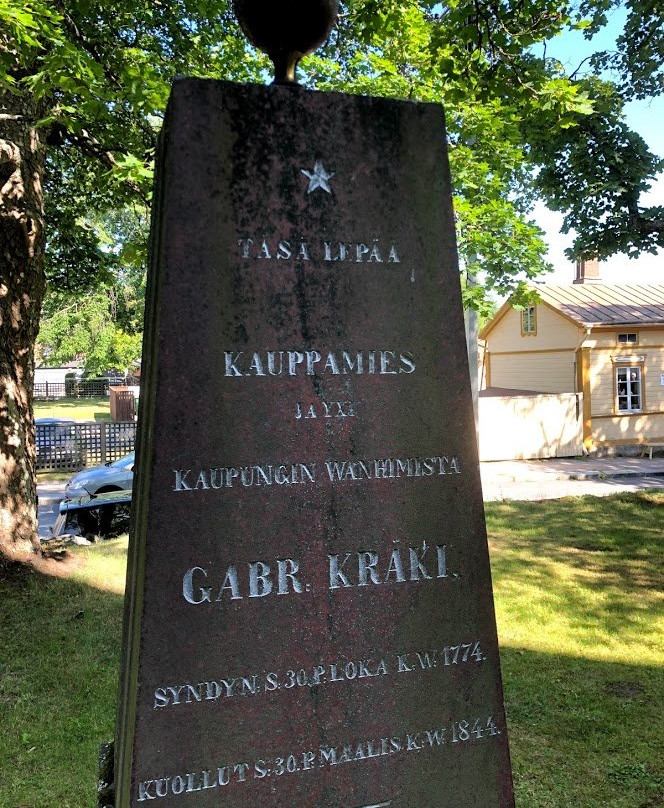 TÄSÄ LEPÄÄ
KAUPPAMIES
JA YXI
KAUPUNGIN WANHIMISTA
GABR. KRÄKI.
SYNDYN. S. 30. P. LOKA K.W. 1774.
KUOLLUT S. 30. P. MAALIS. K.W. 1844.